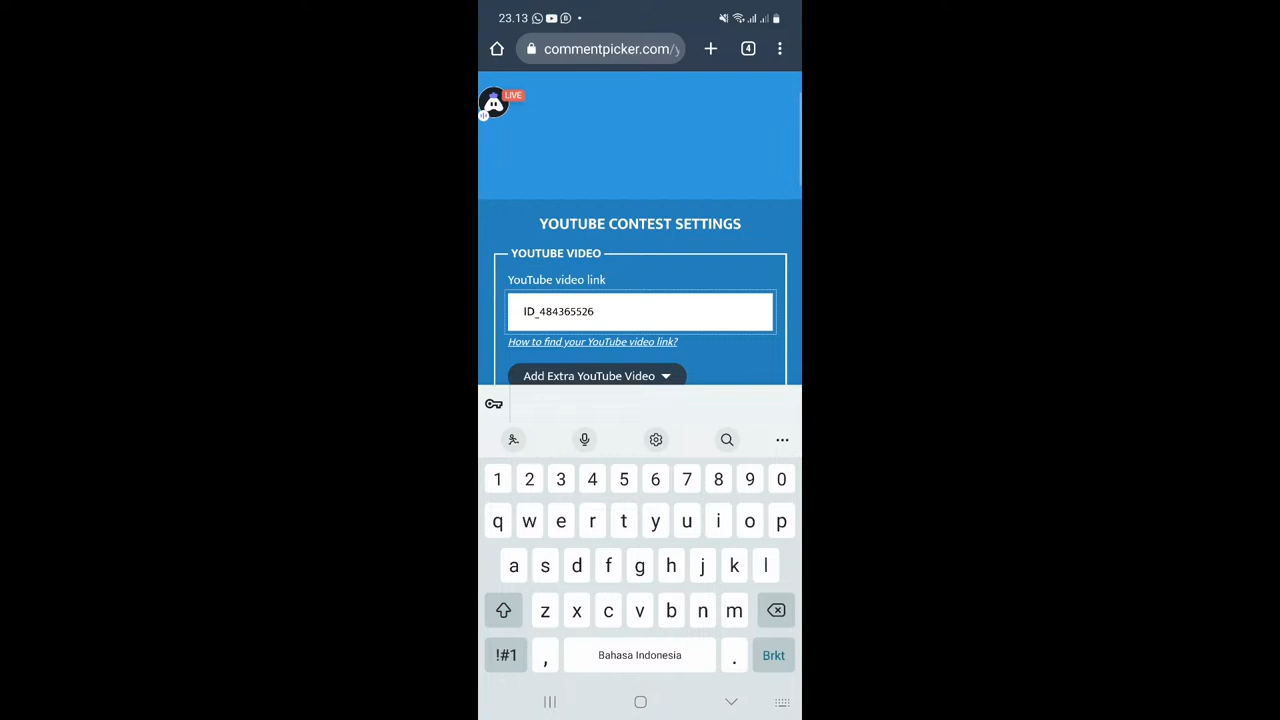 23.13
commentpicker.com/y
4
LIVE
YOUTUBE CONTEST SETTINGS
YOUTUBE VIDEO
YouTube video link
ID_484365526
How to find your YouTube video link?
Add Extra YouTube Video
1 2 3 4 5 6 7 8 9 0
q w e r t y u i o p
a s d f g h j k l
z x c v b n m
!#1 , Bahasa Indonesia . Brkt